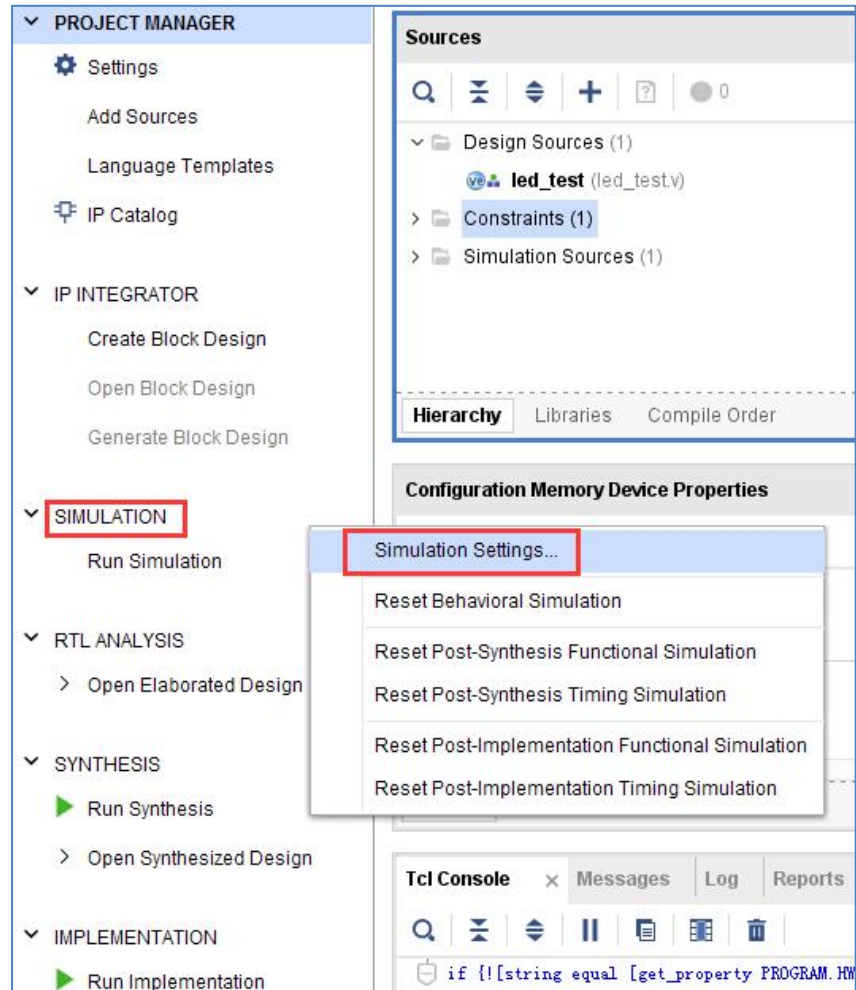 PROJECT MANAGER
Settings
Add Sources
Language Templates
IP Catalog
IP INTEGRATOR
Create Block Design
Open Block Design
Generate Block Design
SIMULATION
Run Simulation
RTL ANALYSIS
Open Elaborated Design
SYNTHESIS
Run Synthesis
Open Synthesized Design
IMPLEMENTATION
Run Implementation
Sources
? 0
Design Sources (1)
led_test (led_test.v)
Constraints (1)
Simulation Sources (1)
Hierarchy Libraries Compile Order
Configuration Memory Device Properties
Simulation Settings...
Reset Behavioral Simulation
Reset Post-Synthesis Functional Simulation
Reset Post-Synthesis Timing Simulation
Reset Post-Implementation Functional Simulation
Reset Post-Implementation Timing Simulation
Tcl Console × Messages Log Reports
if {![string equal [get_property PROGRAM.HW